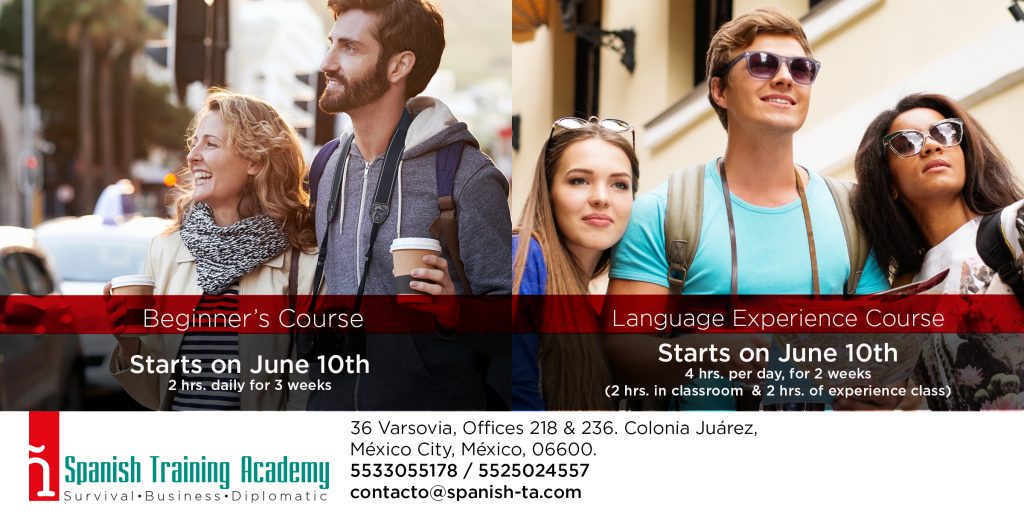 Beginner's Course
Starts on June 10th
2 hrs. daily for 3 weeks
Language Experience Course
Starts on June 10th
4 hrs. per day, for 2 weeks
(2 hrs. in classroom & 2 hrs. of experience class)
ñ Spanish Training Academy
Survival•Business•Diplomatic
36 Varsovia, Offices 218 & 236. Colonia Juárez,
México City, México, 06600.
5533055178 / 5525024557
contacto@spanish-ta.com